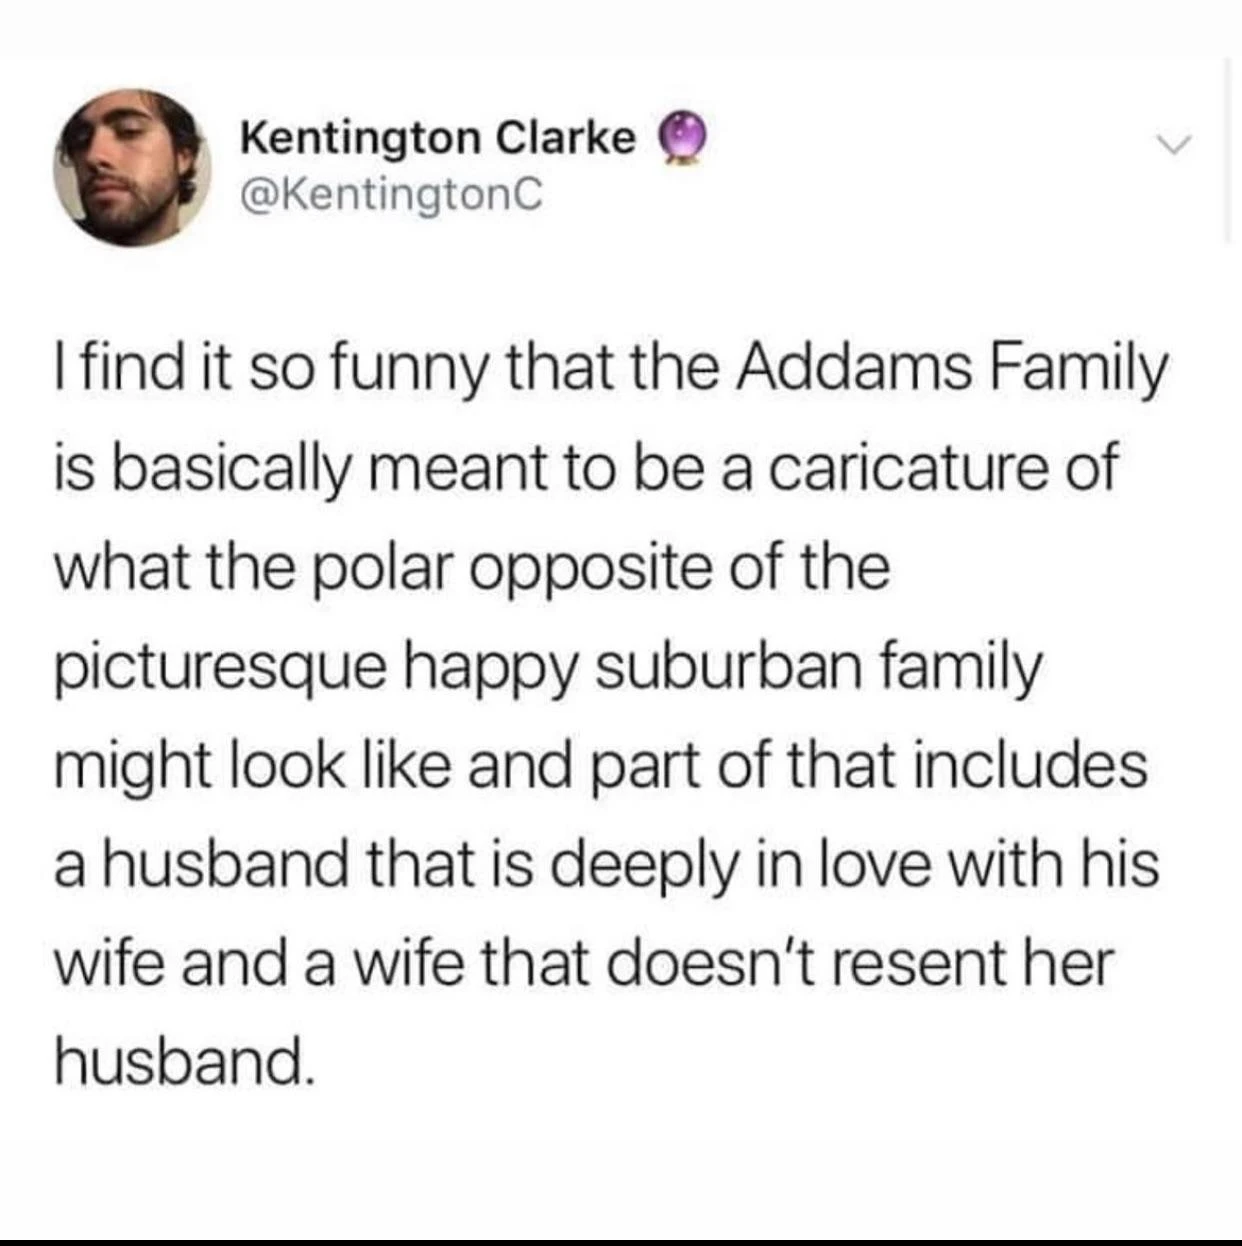 Kentington Clarke 🔮
@KentingtonC
I find it so funny that the Addams Family
is basically meant to be a caricature of
what the polar opposite of the
picturesque happy suburban family
might look like and part of that includes
a husband that is deeply in love with his
wife and a wife that doesn't resent her
husband.